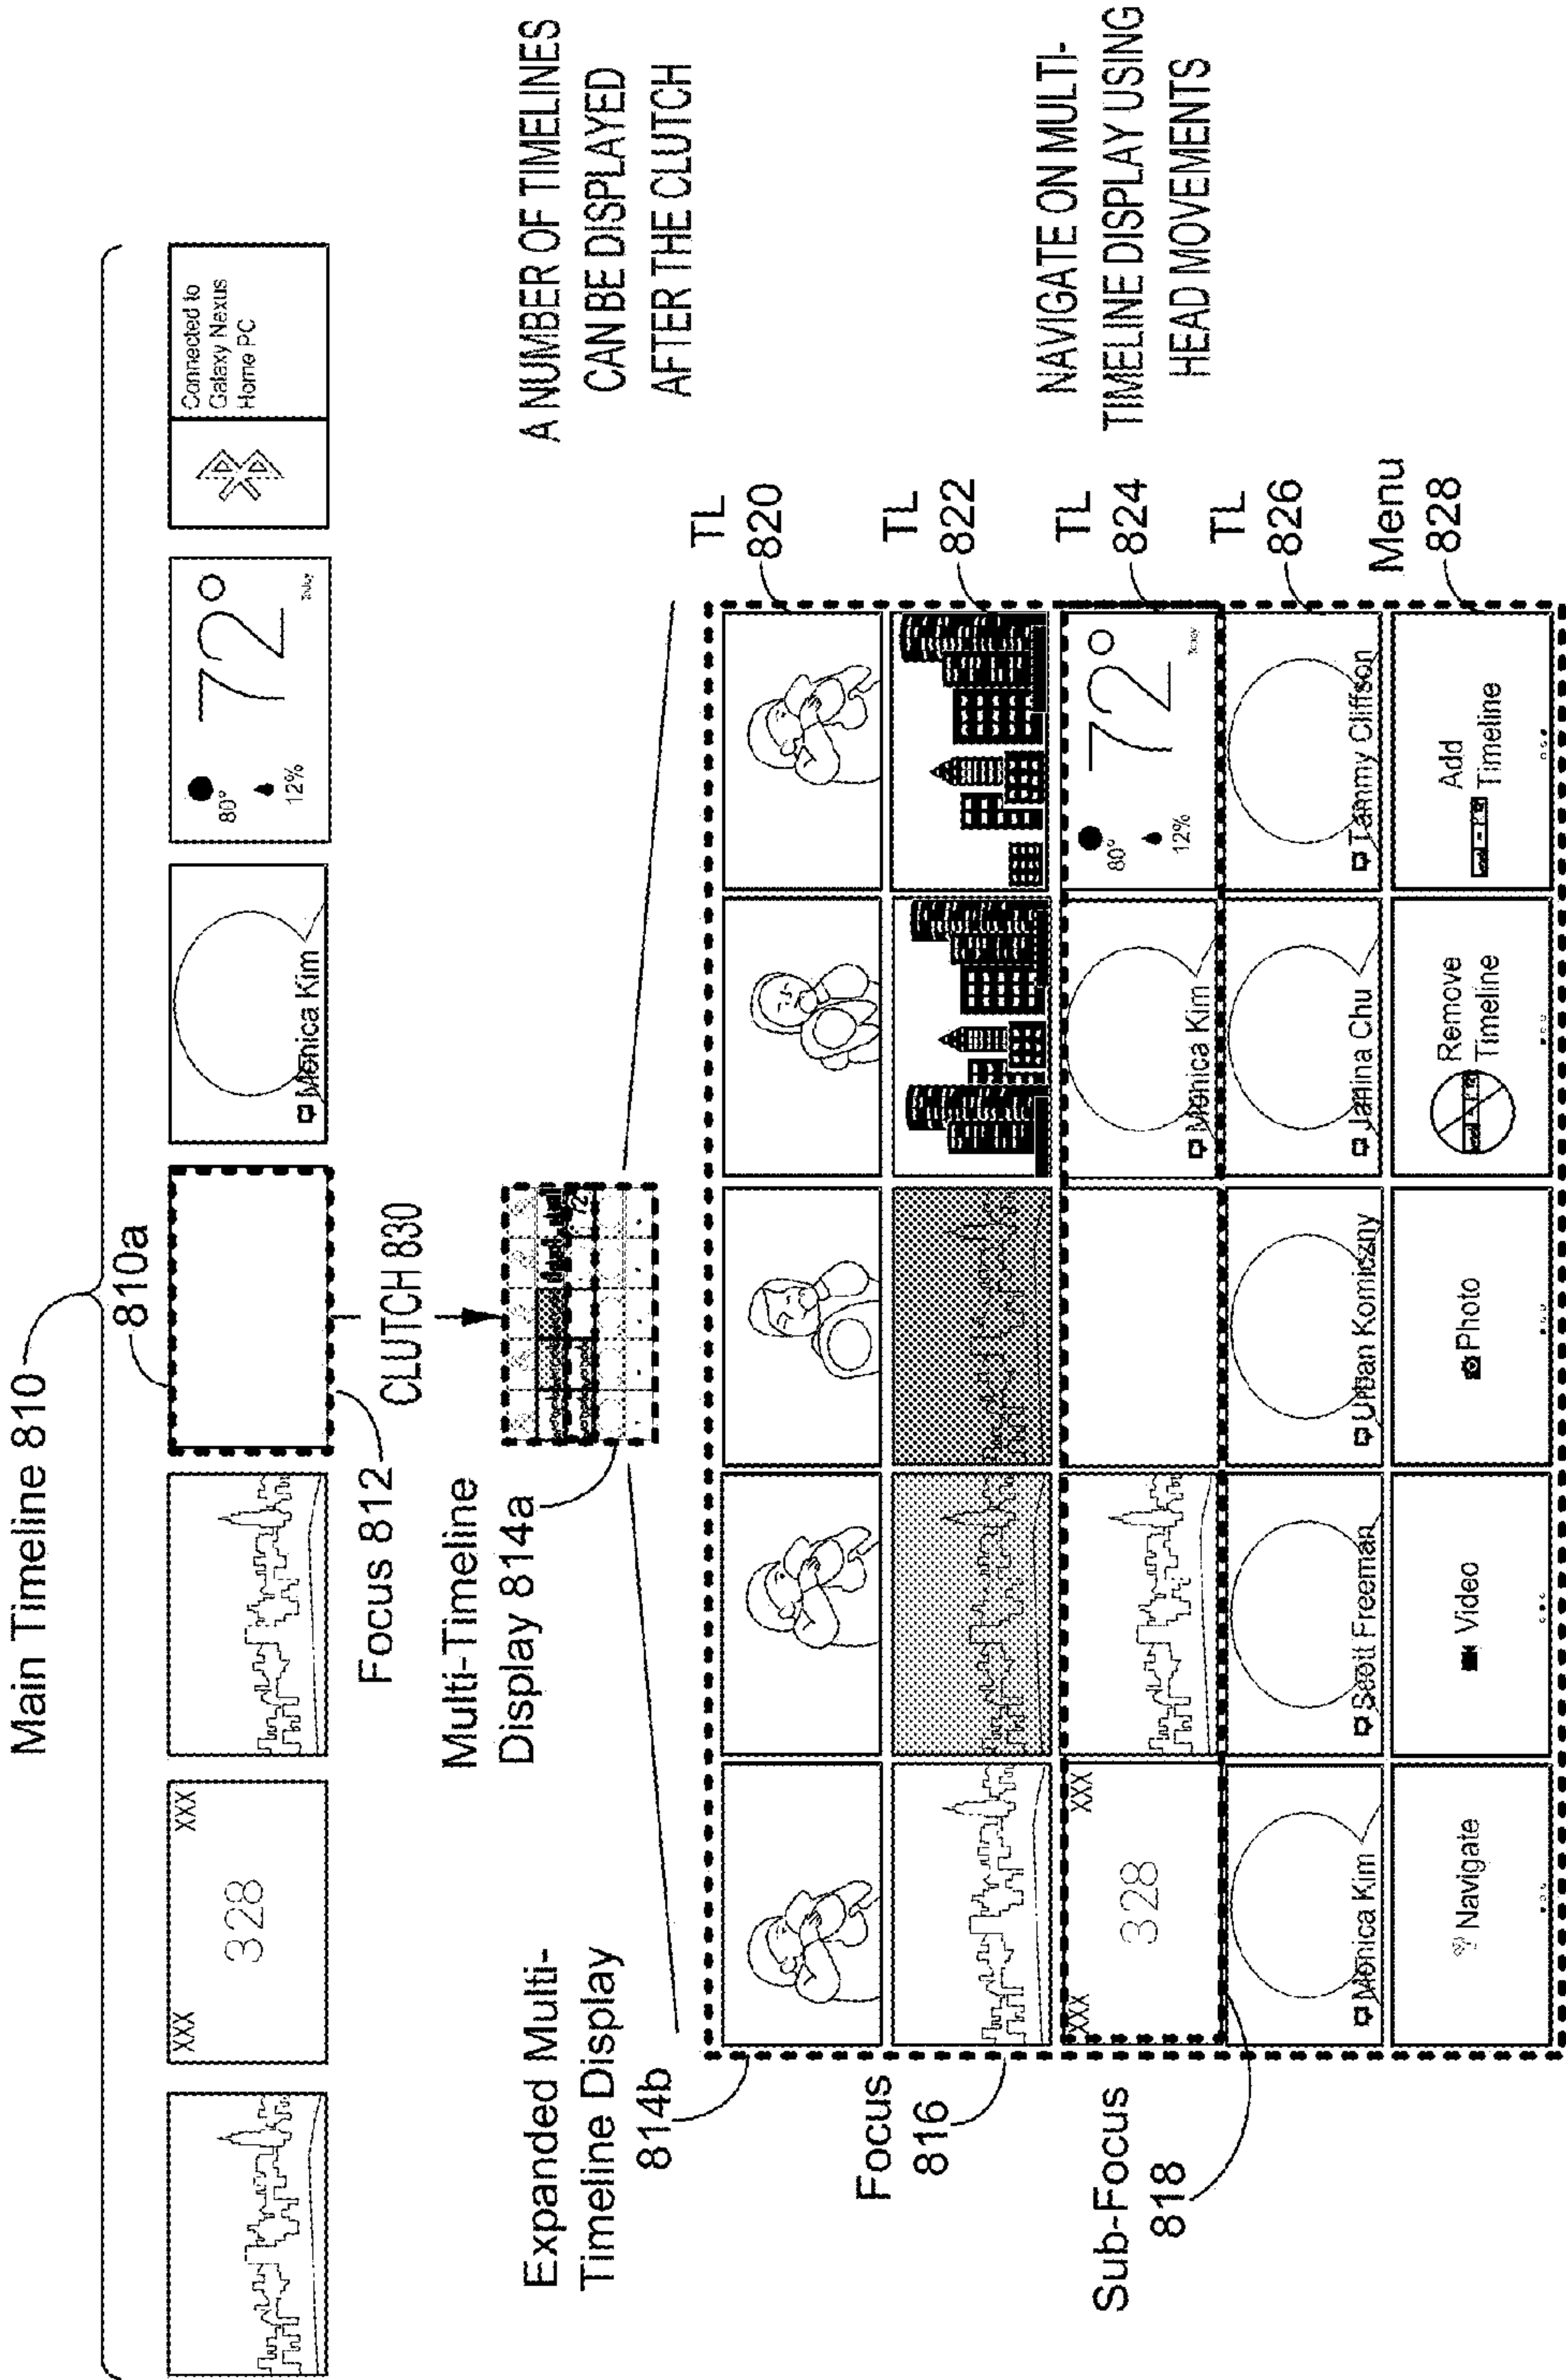 Main Timeline 810
810a
XXX
XXX
328
Monica Kim
80°
12%
72°
Today
Connected to
Galaxy Nexus
Home PC
Focus 812
CLUTCH 830
Multi-Timeline
Display 814a
72
A NUMBER OF TIMELINES
CAN BE DISPLAYED
AFTER THE CLUTCH
Expanded Multi-
Timeline Display
814b
TL
820
Focus
816
TL
822
NAVIGATE ON MULTI-
TIMELINE DISPLAY USING
HEAD MOVEMENTS
Sub-Focus
818
XXX
XXX
328
Monica Kim
80°
12%
72°
Today
TL
824
Monica Kim
Scott Freeman
Urban Komiczny
Janina Chu
Tammy Cliffson
TL
826
Navigate
Video
Photo
Remove
Timeline
Add
Timeline
Menu
828